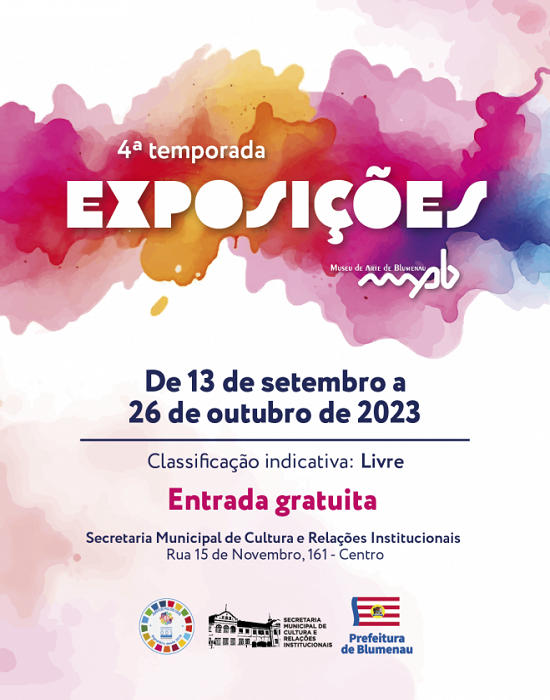 4ª temporada
EXPOSIÇÕES
Museu de Arte de Blumenau
mab
De 13 de setembro a
26 de outubro de 2023
Classificação indicativa: Livre
Entrada gratuita
Secretaria Municipal de Cultura e Relações Institucionais
Rua 15 de Novembro, 161 - Centro
SECRETARIA
MUNICIPAL DE
CULTURA E
RELAÇÕES
INSTITUCIONAIS
Prefeitura
de Blumenau